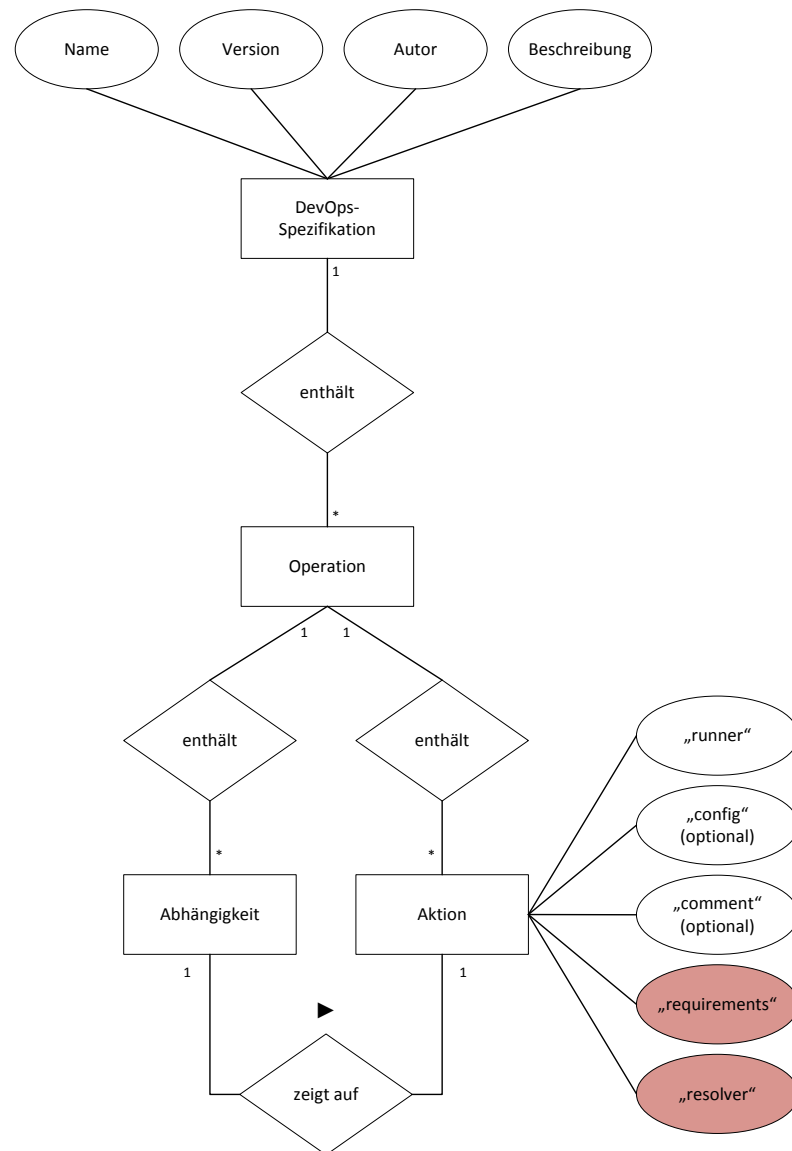 Name
Version
Autor
Beschreibung
DevOps-
Spezifikation
1
enthält
*
Operation
1
1
enthält
enthält
„runner“
„config“
(optional)
*
*
Abhängigkeit
Aktion
„comment“
(optional)
1
1
„requirements“
zeigt auf
„resolver“